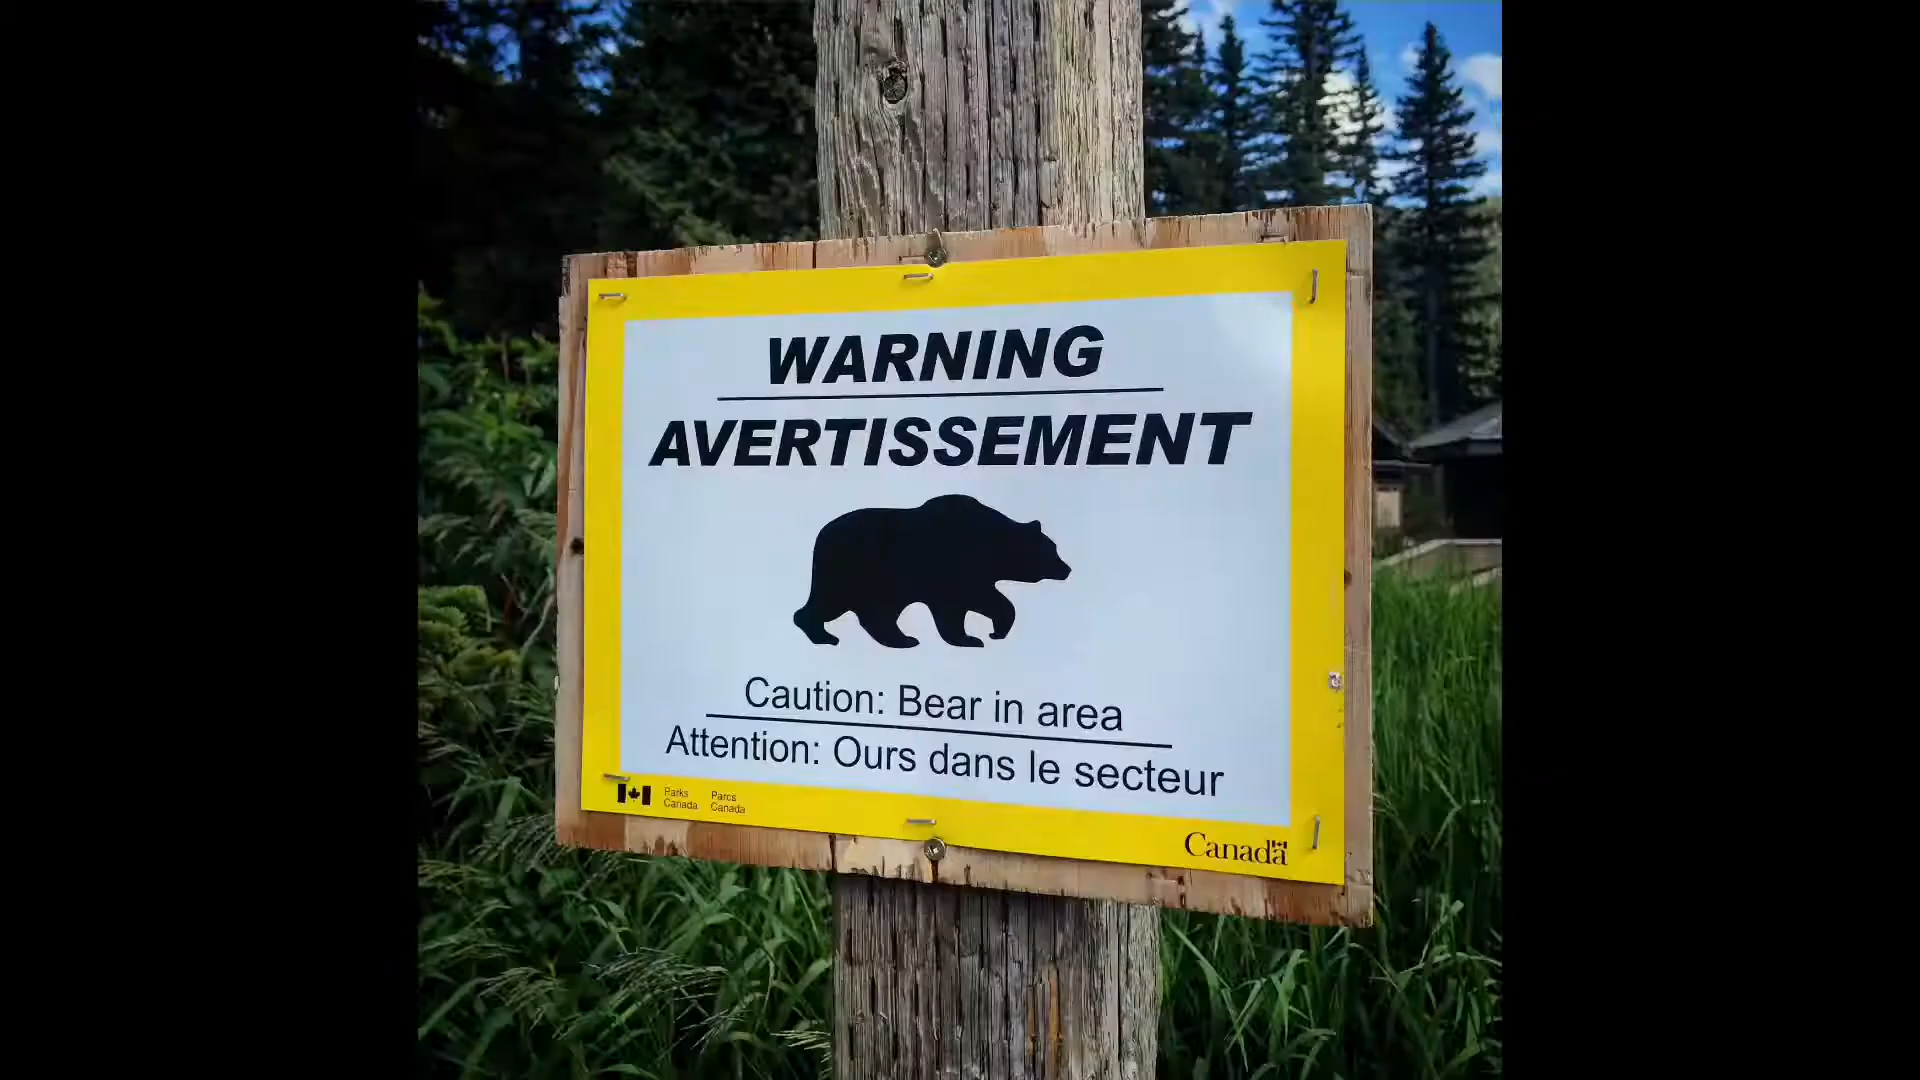 WARNING
AVERTISSEMENT
Caution: Bear in area
Attention: Ours dans le secteur
Parks Parcs
Canada Canada
Canada